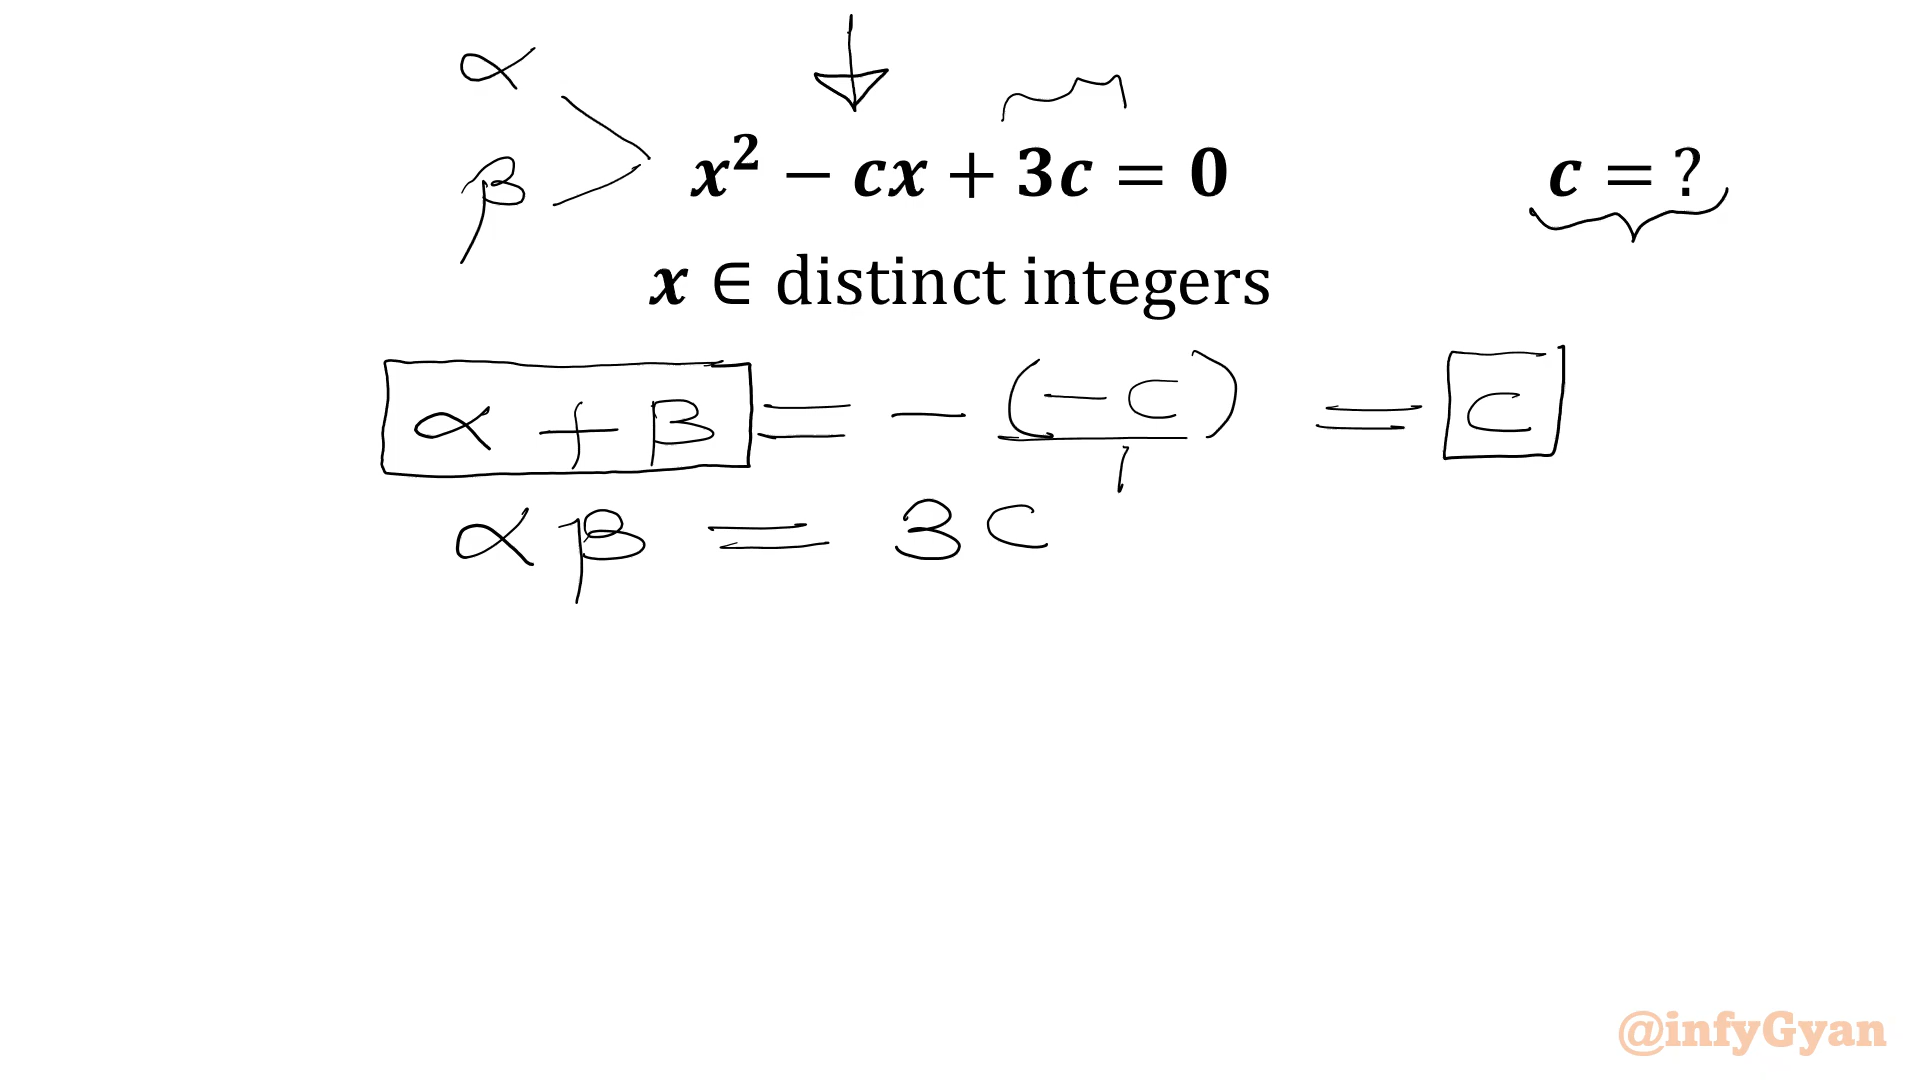 α
β
x² − cx + 3c = 0
c = ?
x ∈ distinct integers
α + β = − (−c)/1 = c
αβ = 3c
@infyGyan